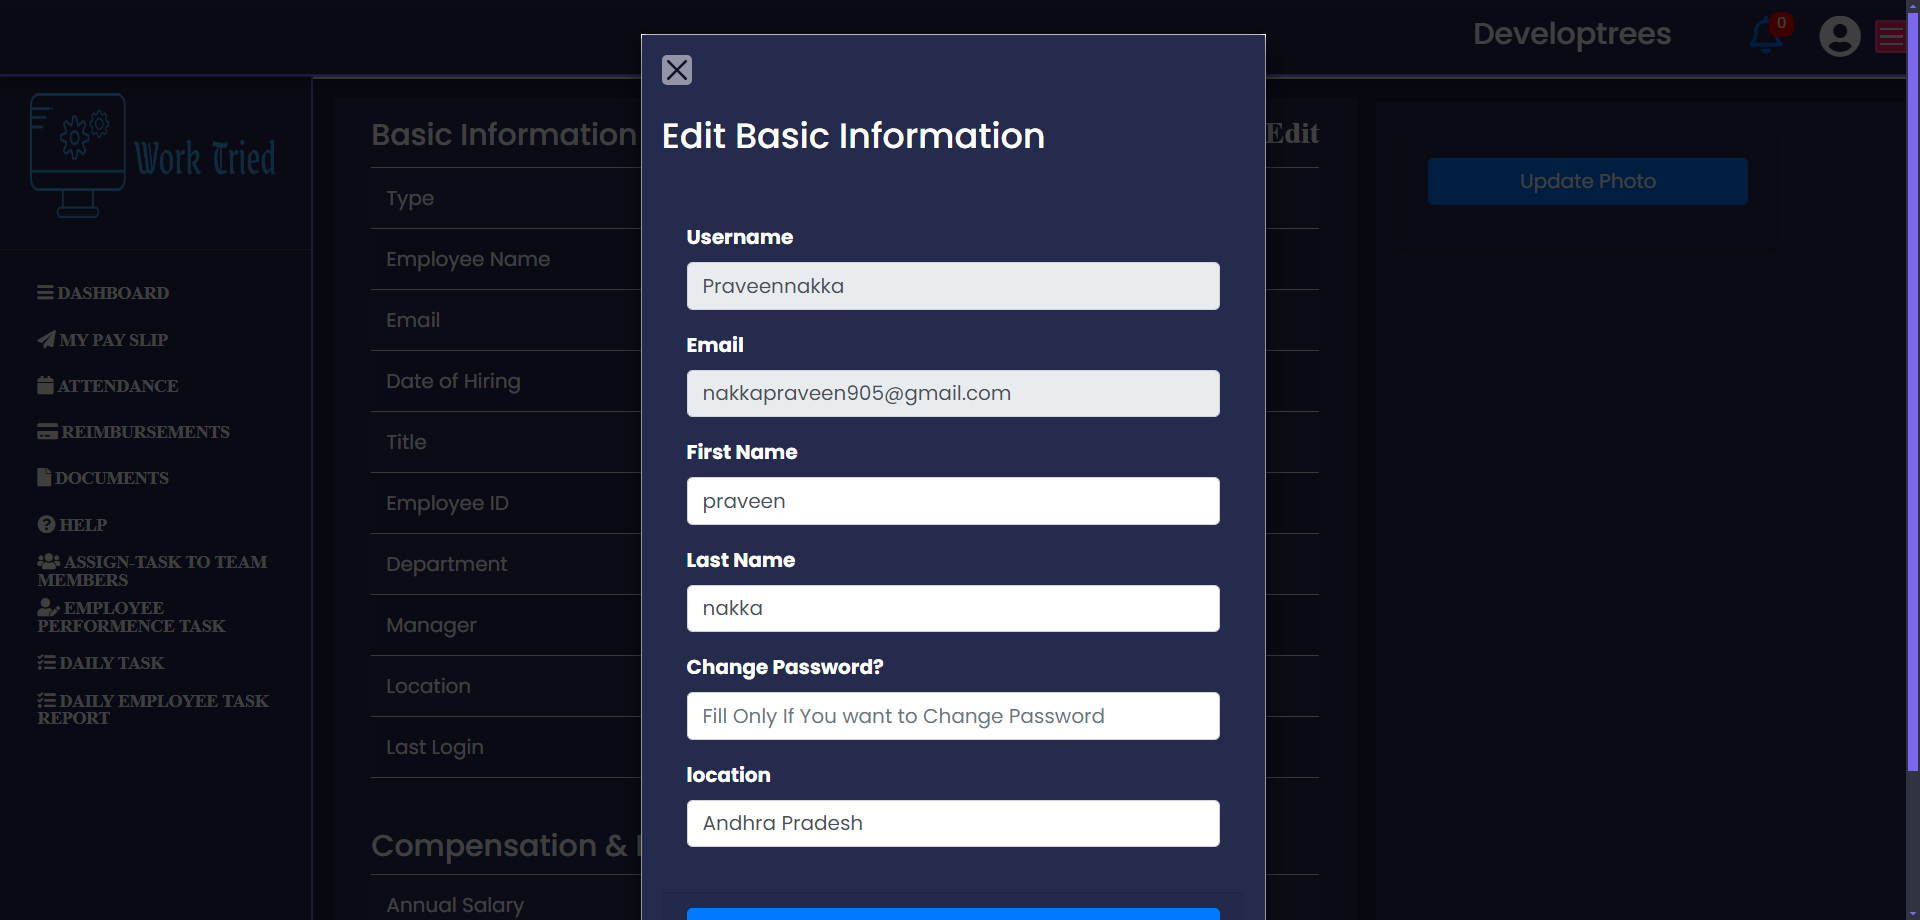 Developtrees
0
Work Tried
DASHBOARD
MY PAY SLIP
ATTENDANCE
REIMBURSEMENTS
DOCUMENTS
HELP
ASSIGN-TASK TO TEAM
MEMBERS
EMPLOYEE
PERFORMENCE TASK
DAILY TASK
DAILY EMPLOYEE TASK
REPORT
Basic Information
Edit
Type
Employee Name
Email
Date of Hiring
Title
Employee ID
Department
Manager
Location
Last Login
Compensation &
Annual Salary
Edit Basic Information
Username
Praveennakka
Email
nakkapraveen905@gmail.com
First Name
praveen
Last Name
nakka
Change Password?
Fill Only If You want to Change Password
location
Andhra Pradesh
Update Photo